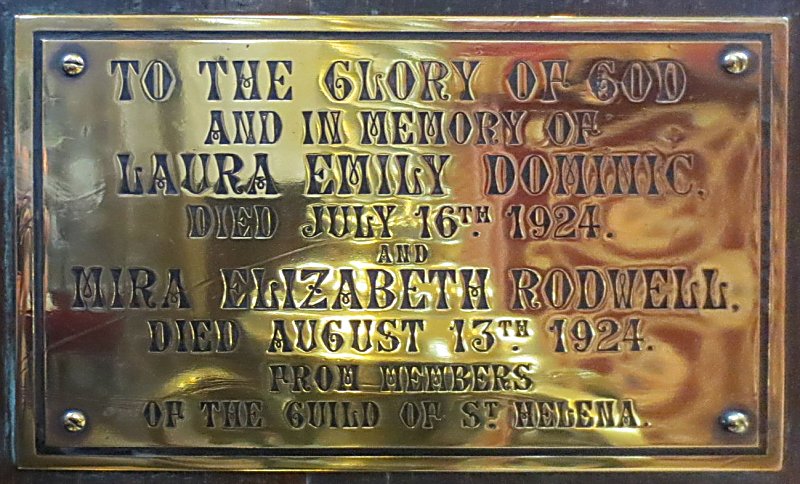 TO THE GLORY OF GOD
AND IN MEMORY OF
LAURA EMILY DOMINIC.
DIED JULY 16TH. 1924.
AND
MIRA ELIZABETH RODWELL.
DIED AUGUST 13TH. 1924.
FROM MEMBERS
OF THE GUILD OF ST. HELENA.